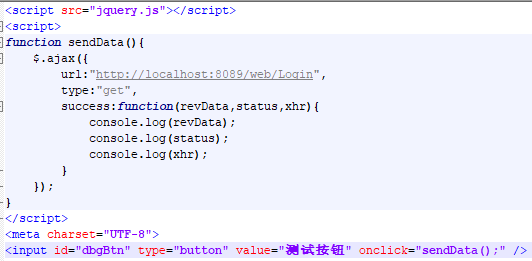 <script src="jquery.js"></script>
<script>
function sendData(){
    $.ajax({
        url:"http://localhost:8089/web/Login",
        type:"get",
        success:function(revData,status,xhr){
            console.log(revData);
            console.log(status);
            console.log(xhr);
        }
    });
}
</script>
<meta charset="UTF-8">
<input id="dbgBtn" type="button" value="测试按钮" onclick="sendData();" />